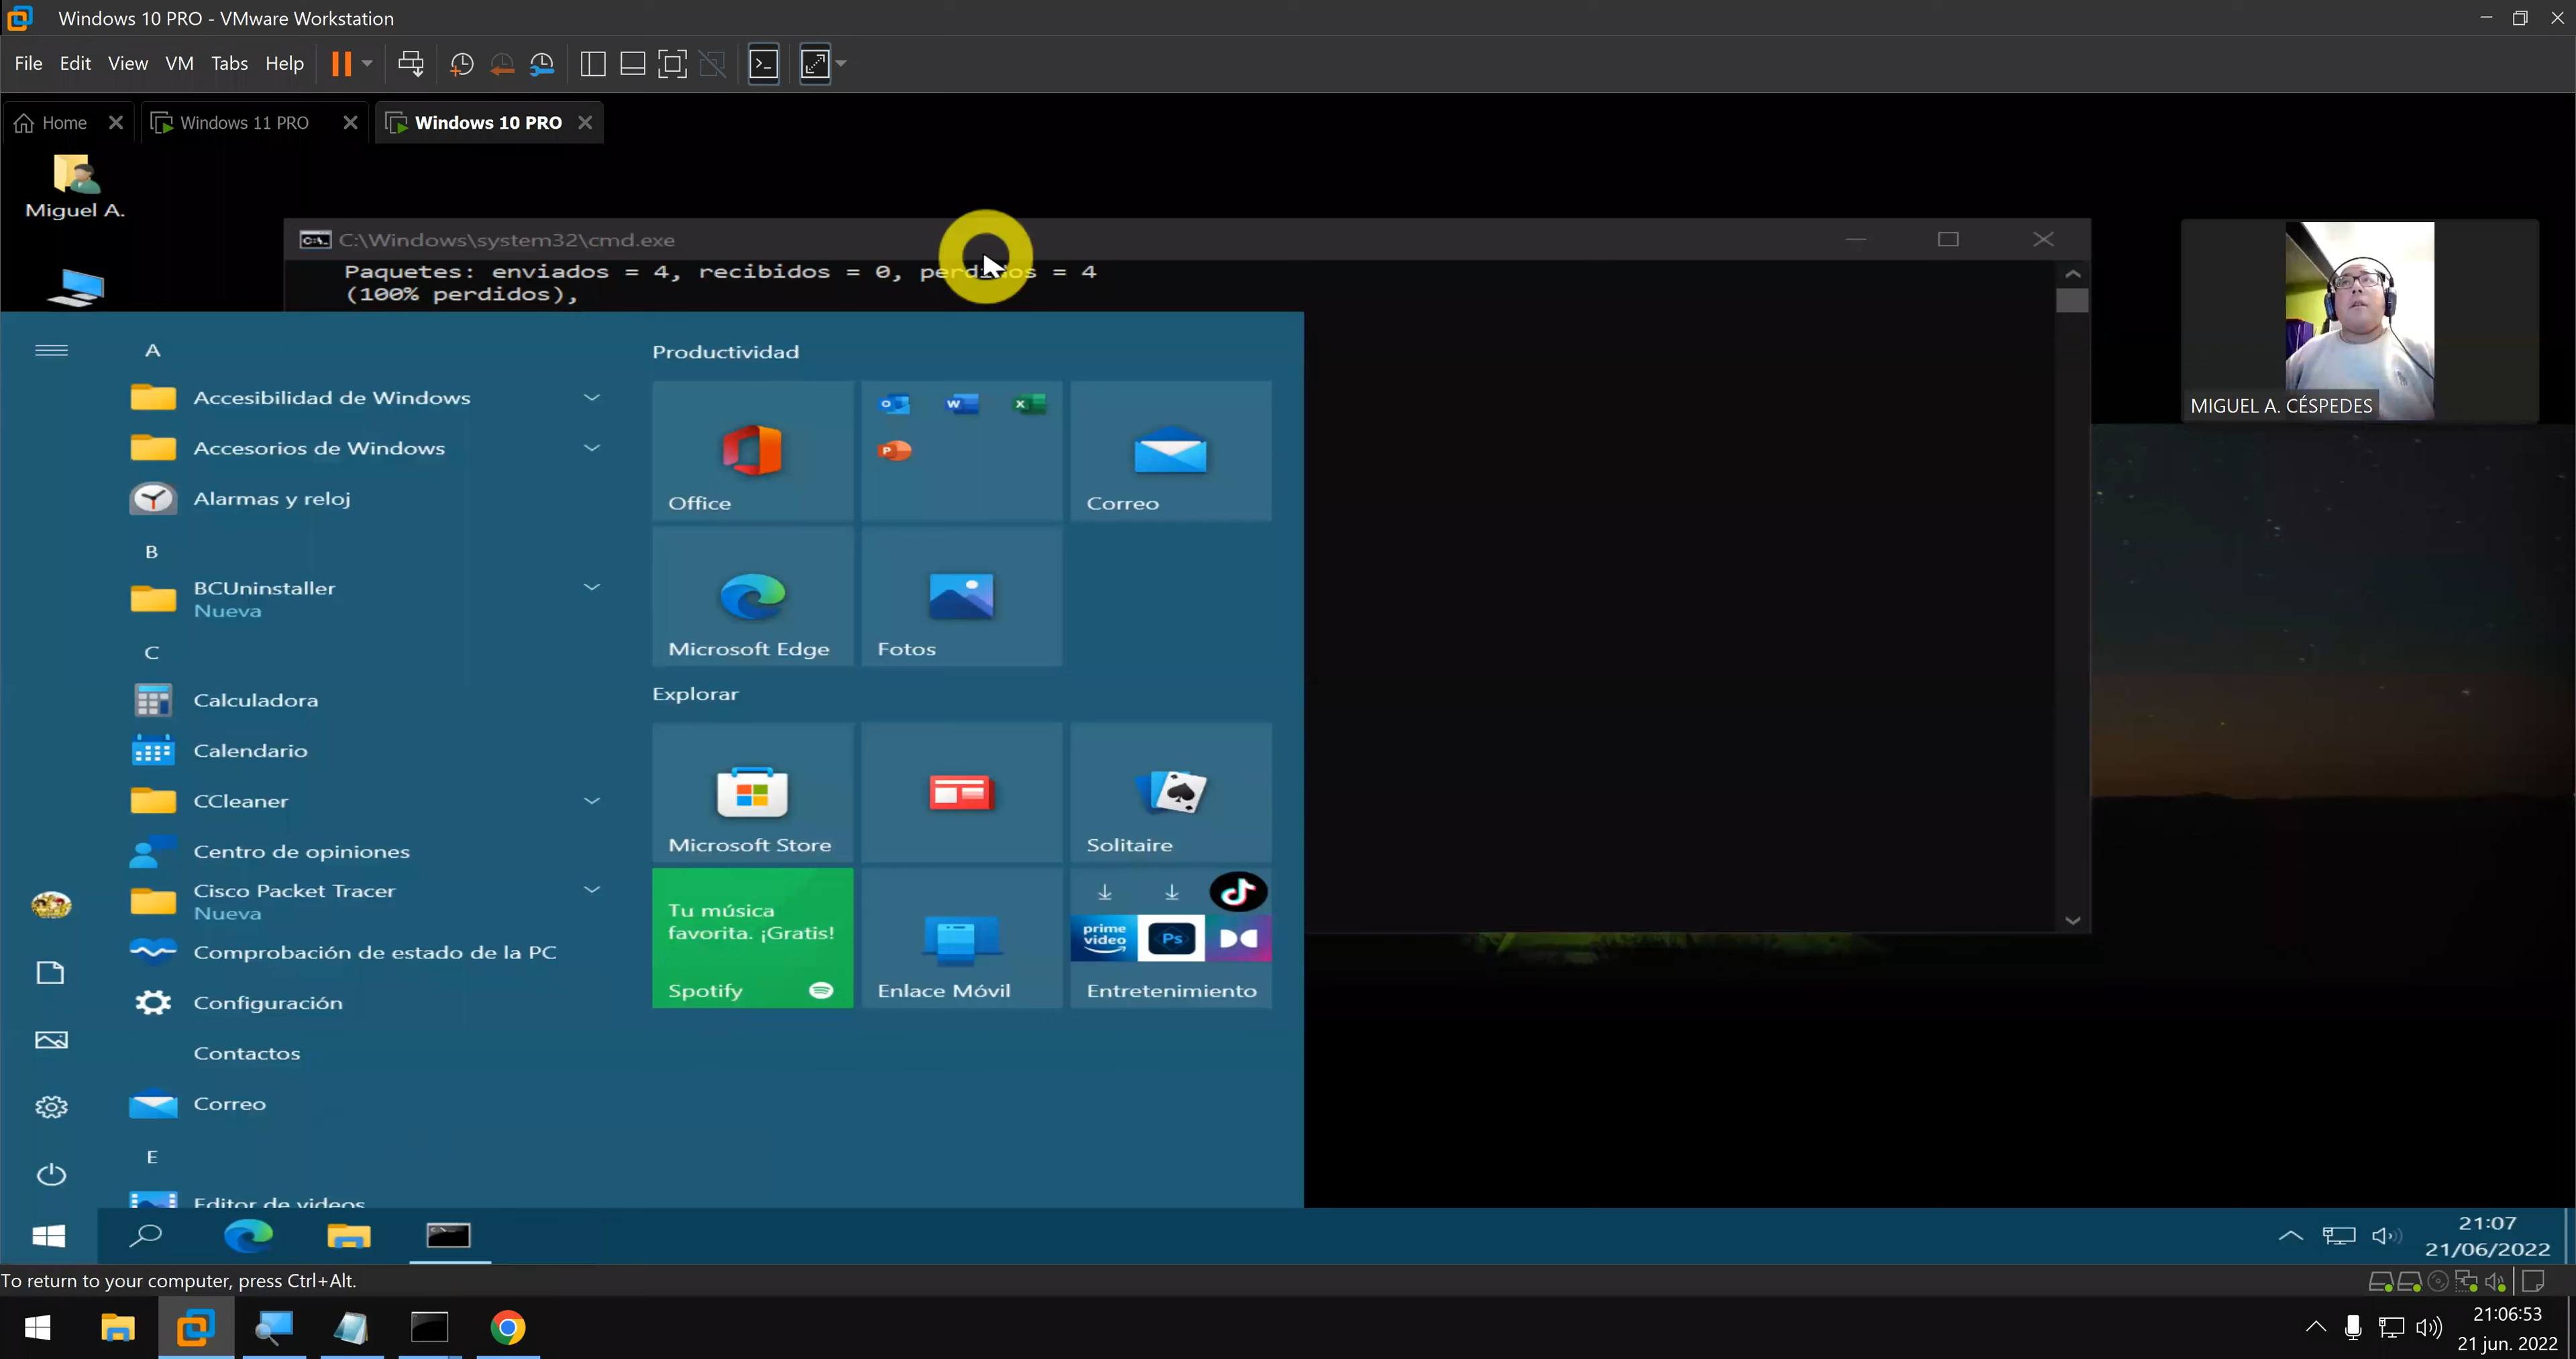 Windows 10 PRO - VMware Workstation
File Edit View VM Tabs Help
Home Windows 11 PRO Windows 10 PRO
Miguel A.
C:\Windows\system32\cmd.exe
Paquetes: enviados = 4, recibidos = 0, perdidos = 4
(100% perdidos),
MIGUEL A. CÉSPEDES
A
Accesibilidad de Windows
Accesorios de Windows
Alarmas y reloj
B
BCUninstaller
Nueva
C
Calculadora
Calendario
CCleaner
Centro de opiniones
Cisco Packet Tracer
Nueva
Comprobación de estado de la PC
Configuración
Contactos
Correo
E
Editor de videos
Productividad
Office
Correo
Microsoft Edge
Fotos
Explorar
Microsoft Store
Solitaire
Tu música
favorita. ¡Gratis!
Spotify
Enlace Móvil
prime
video
Ps
Entretenimiento
21:07
21/06/2022
To return to your computer, press Ctrl+Alt.
21:06:53
21 jun. 2022